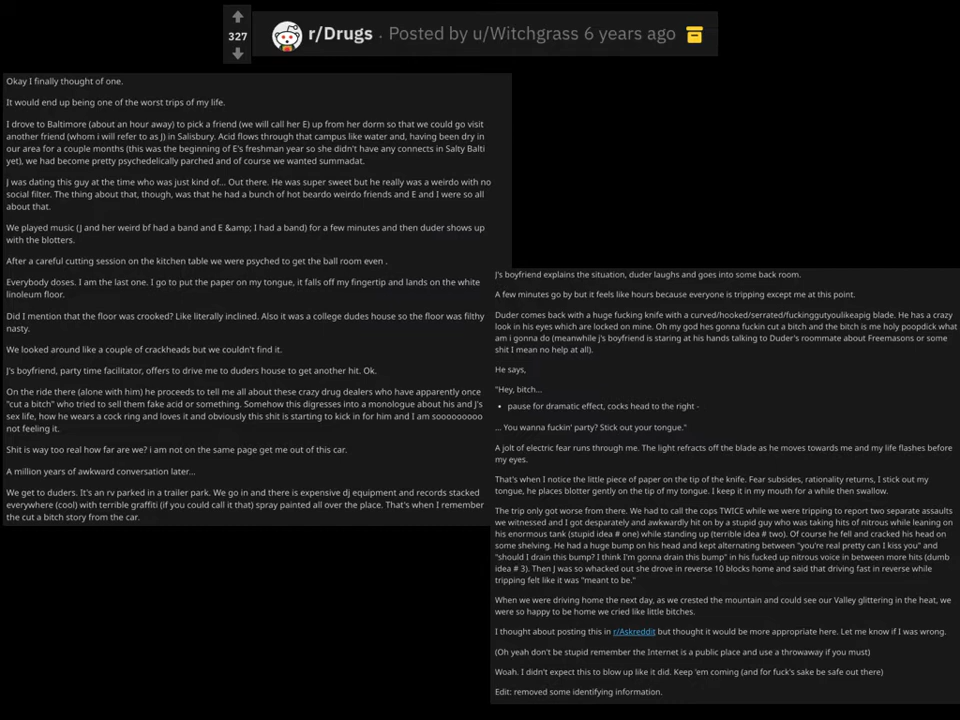 327
r/Drugs . Posted by u/Witchgrass 6 years ago
Okay I finally thought of one.
It would end up being one of the worst trips of my life.
I drove to Baltimore (about an hour away) to pick a friend (we will call her E) up from her dorm so that we could go visit
another friend (whom i will refer to as J) in Salisbury. Acid flows through that campus like water and, having been dry in
our area for a couple months (this was the beginning of E's freshman year so she didn't have any connects in Salty Balti
yet), we had become pretty psychedelically parched and of course we wanted summadat.
J was dating this guy at the time who was just kind of... Out there. He was super sweet but he really was a weirdo with no
social filter. The thing about that, though, was that he had a bunch of hot beardo weirdo friends and E and I were so all
about that.
We played music (J and her weird bf had a band and E &amp; I had a band) for a few minutes and then duder shows up
with the blotters.
After a careful cutting session on the kitchen table we were psyched to get the ball room even .
Everybody doses. I am the last one. I go to put the paper on my tongue, it falls off my fingertip and lands on the white
linoleum floor.
Did I mention that the floor was crooked? Like literally inclined. Also it was a college dudes house so the floor was filthy
nasty.
We looked around like a couple of crackheads but we couldn't find it.
J's boyfriend, party time facilitator, offers to drive me to duders house to get another hit. Ok.
On the ride there (alone with him) he proceeds to tell me all about these crazy drug dealers who have apparently once
"cut a bitch" who tried to sell them fake acid or something. Somehow this digresses into a monologue about his and J's
sex life, how he wears a cock ring and loves it and obviously this shit is starting to kick in for him and I am sooooooooo
not feeling it.
Shit is way too real how far are we? i am not on the same page get me out of this car.
A million years of awkward conversation later...
We get to duders. It's an rv parked in a trailer park. We go in and there is expensive dj equipment and records stacked
everywhere (cool) with terrible graffiti (if you could call it that) spray painted all over the place. That's when I remember
the cut a bitch story from the car.
J's boyfriend explains the situation, duder laughs and goes into some back room.
A few minutes go by but it feels like hours because everyone is tripping except me at this point.
Duder comes back with a huge fucking knife with a curved/hooked/serrated/fuckinggutyoulikeapig blade. He has a crazy
look in his eyes which are locked on mine. Oh my god hes gonna fuckin cut a bitch and the bitch is me holy poopdick what
am i gonna do (meanwhile j's boyfriend is staring at his hands talking to Duder's roommate about Freemasons or some
shit I mean no help at all).
He says,
"Hey, bitch...
• pause for dramatic effect, cocks head to the right -
... You wanna fuckin' party? Stick out your tongue."
A jolt of electric fear runs through me. The light refracts off the blade as he moves towards me and my life flashes before
my eyes.
That's when I notice the little piece of paper on the tip of the knife. Fear subsides, rationality returns, I stick out my
tongue, he places blotter gently on the tip of my tongue. I keep it in my mouth for a while then swallow.
The trip only got worse from there. We had to call the cops TWICE while we were tripping to report two separate assaults
we witnessed and I got desperately and awkwardly hit on by a stupid guy who was taking hits of nitrous while leaning on
his enormous tank (stupid idea # one) while standing up (terrible idea # two). Of course he fell and cracked his head on
some shelving. He had a huge bump on his head and kept alternating between "you're real pretty can I kiss you" and
"should I drain this bump? I think I'm gonna drain this bump" in his fucked up nitrous voice in between more hits (dumb
idea # 3). Then J was so whacked out she drove in reverse 10 blocks home and said that driving fast in reverse while
tripping felt like it was "meant to be."
When we were driving home the next day, as we crested the mountain and could see our Valley glittering in the heat, we
were so happy to be home we cried like little bitches.
I thought about posting this in r/Askreddit but thought it would be more appropriate here. Let me know if I was wrong.
(Oh yeah don't be stupid remember the Internet is a public place and use a throwaway if you must)
Woah. I didn't expect this to blow up like it did. Keep 'em coming (and for fuck's sake be safe out there)
Edit: removed some identifying information.